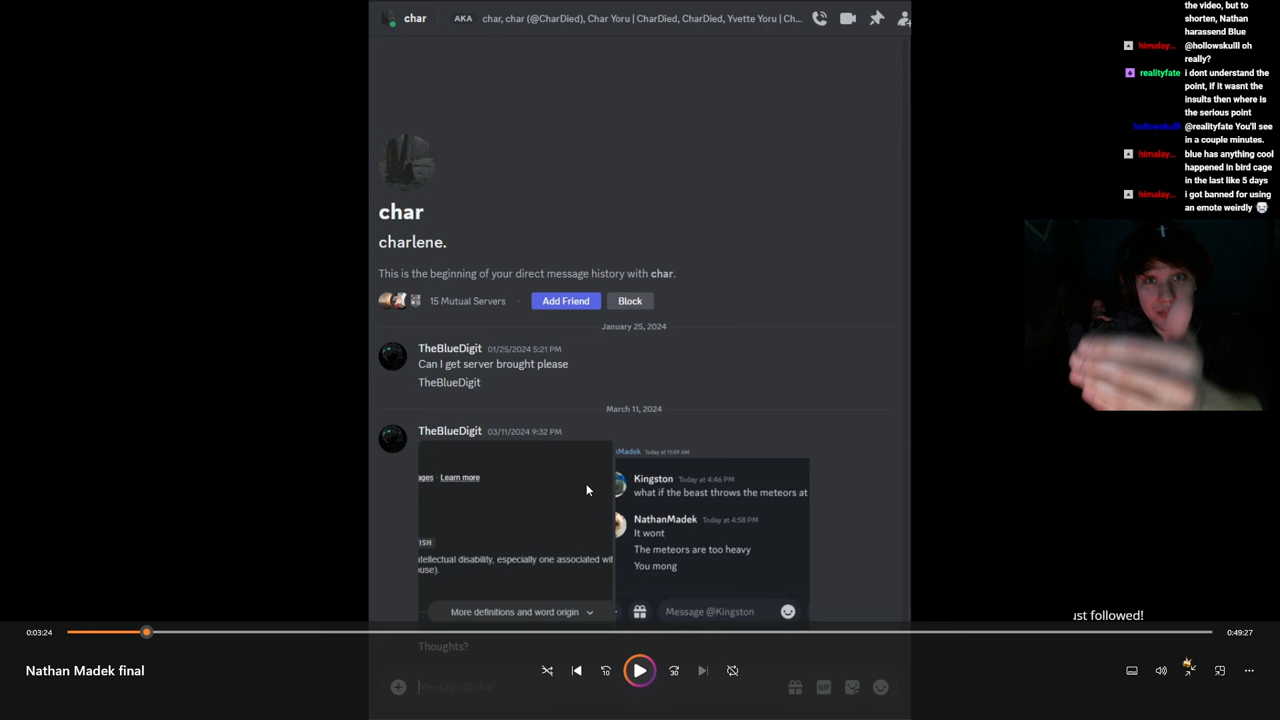 char
AKA
char, char (@CharDied), Char Yoru | CharDied, CharDied, Yvette Yoru | Ch...
char
charlene.
This is the beginning of your direct message history with char.
15 Mutual Servers
Add Friend
Block
January 25, 2024
TheBlueDigit 01/25/2024 5:21 PM
Can I get server brought please
TheBlueDigit
March 11, 2024
TheBlueDigit 03/11/2024 9:32 PM
ages · Learn more
ISH
ntellectual disability, especially one associated wit
ouse).
More definitions and word origin
nMadek Today at 11:59 AM
Kingston Today at 4:46 PM
what if the beast throws the meteors at
NathanMadek Today at 4:58 PM
It wont
The meteors are too heavy
You mong
Message @Kingston
Thoughts?
Message @char
GIF
the video, but to
shorten, Nathan
harassend Blue
himalay... @hollowskulll oh
really?
realityfate i dont understand the
point, if it wasnt the
insults then where is
the serious point
hollowskulll @realityfate You'll see
in a couple minutes.
himalay... blue has anything cool
happened in bird cage
in the last like 5 days
himalay... i got banned for using
an emote weirdly
ust followed!
0:03:24
0:49:27
Nathan Madek final
10
30